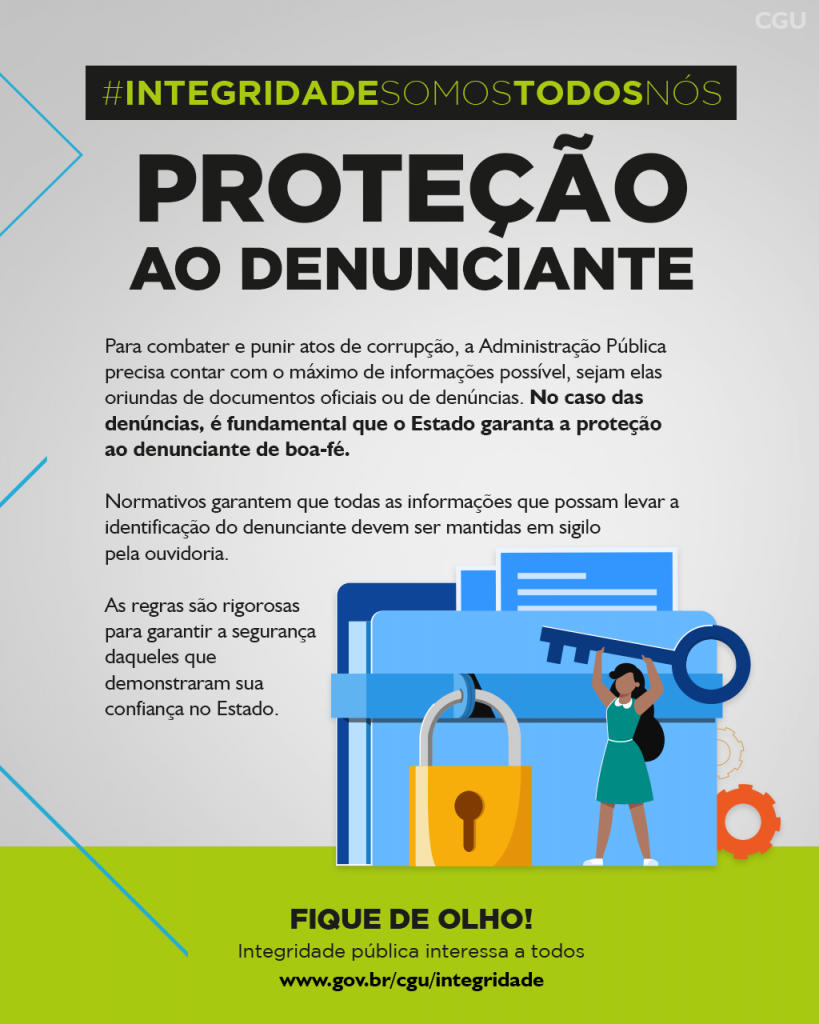 CGU
#INTEGRIDADESOMOSTODOSNÓS
PROTEÇÃO
AO DENUNCIANTE
Para combater e punir atos de corrupção, a Administração Pública
precisa contar com o máximo de informações possível, sejam elas
oriundas de documentos oficiais ou de denúncias. No caso das
denúncias, é fundamental que o Estado garanta a proteção
ao denunciante de boa-fé.
Normativos garantem que todas as informações que possam levar a
identificação do denunciante devem ser mantidas em sigilo
pela ouvidoria.
As regras são rigorosas
para garantir a segurança
daqueles que
demonstraram sua
confiança no Estado.
FIQUE DE OLHO!
Integridade pública interessa a todos
www.gov.br/cgu/integridade